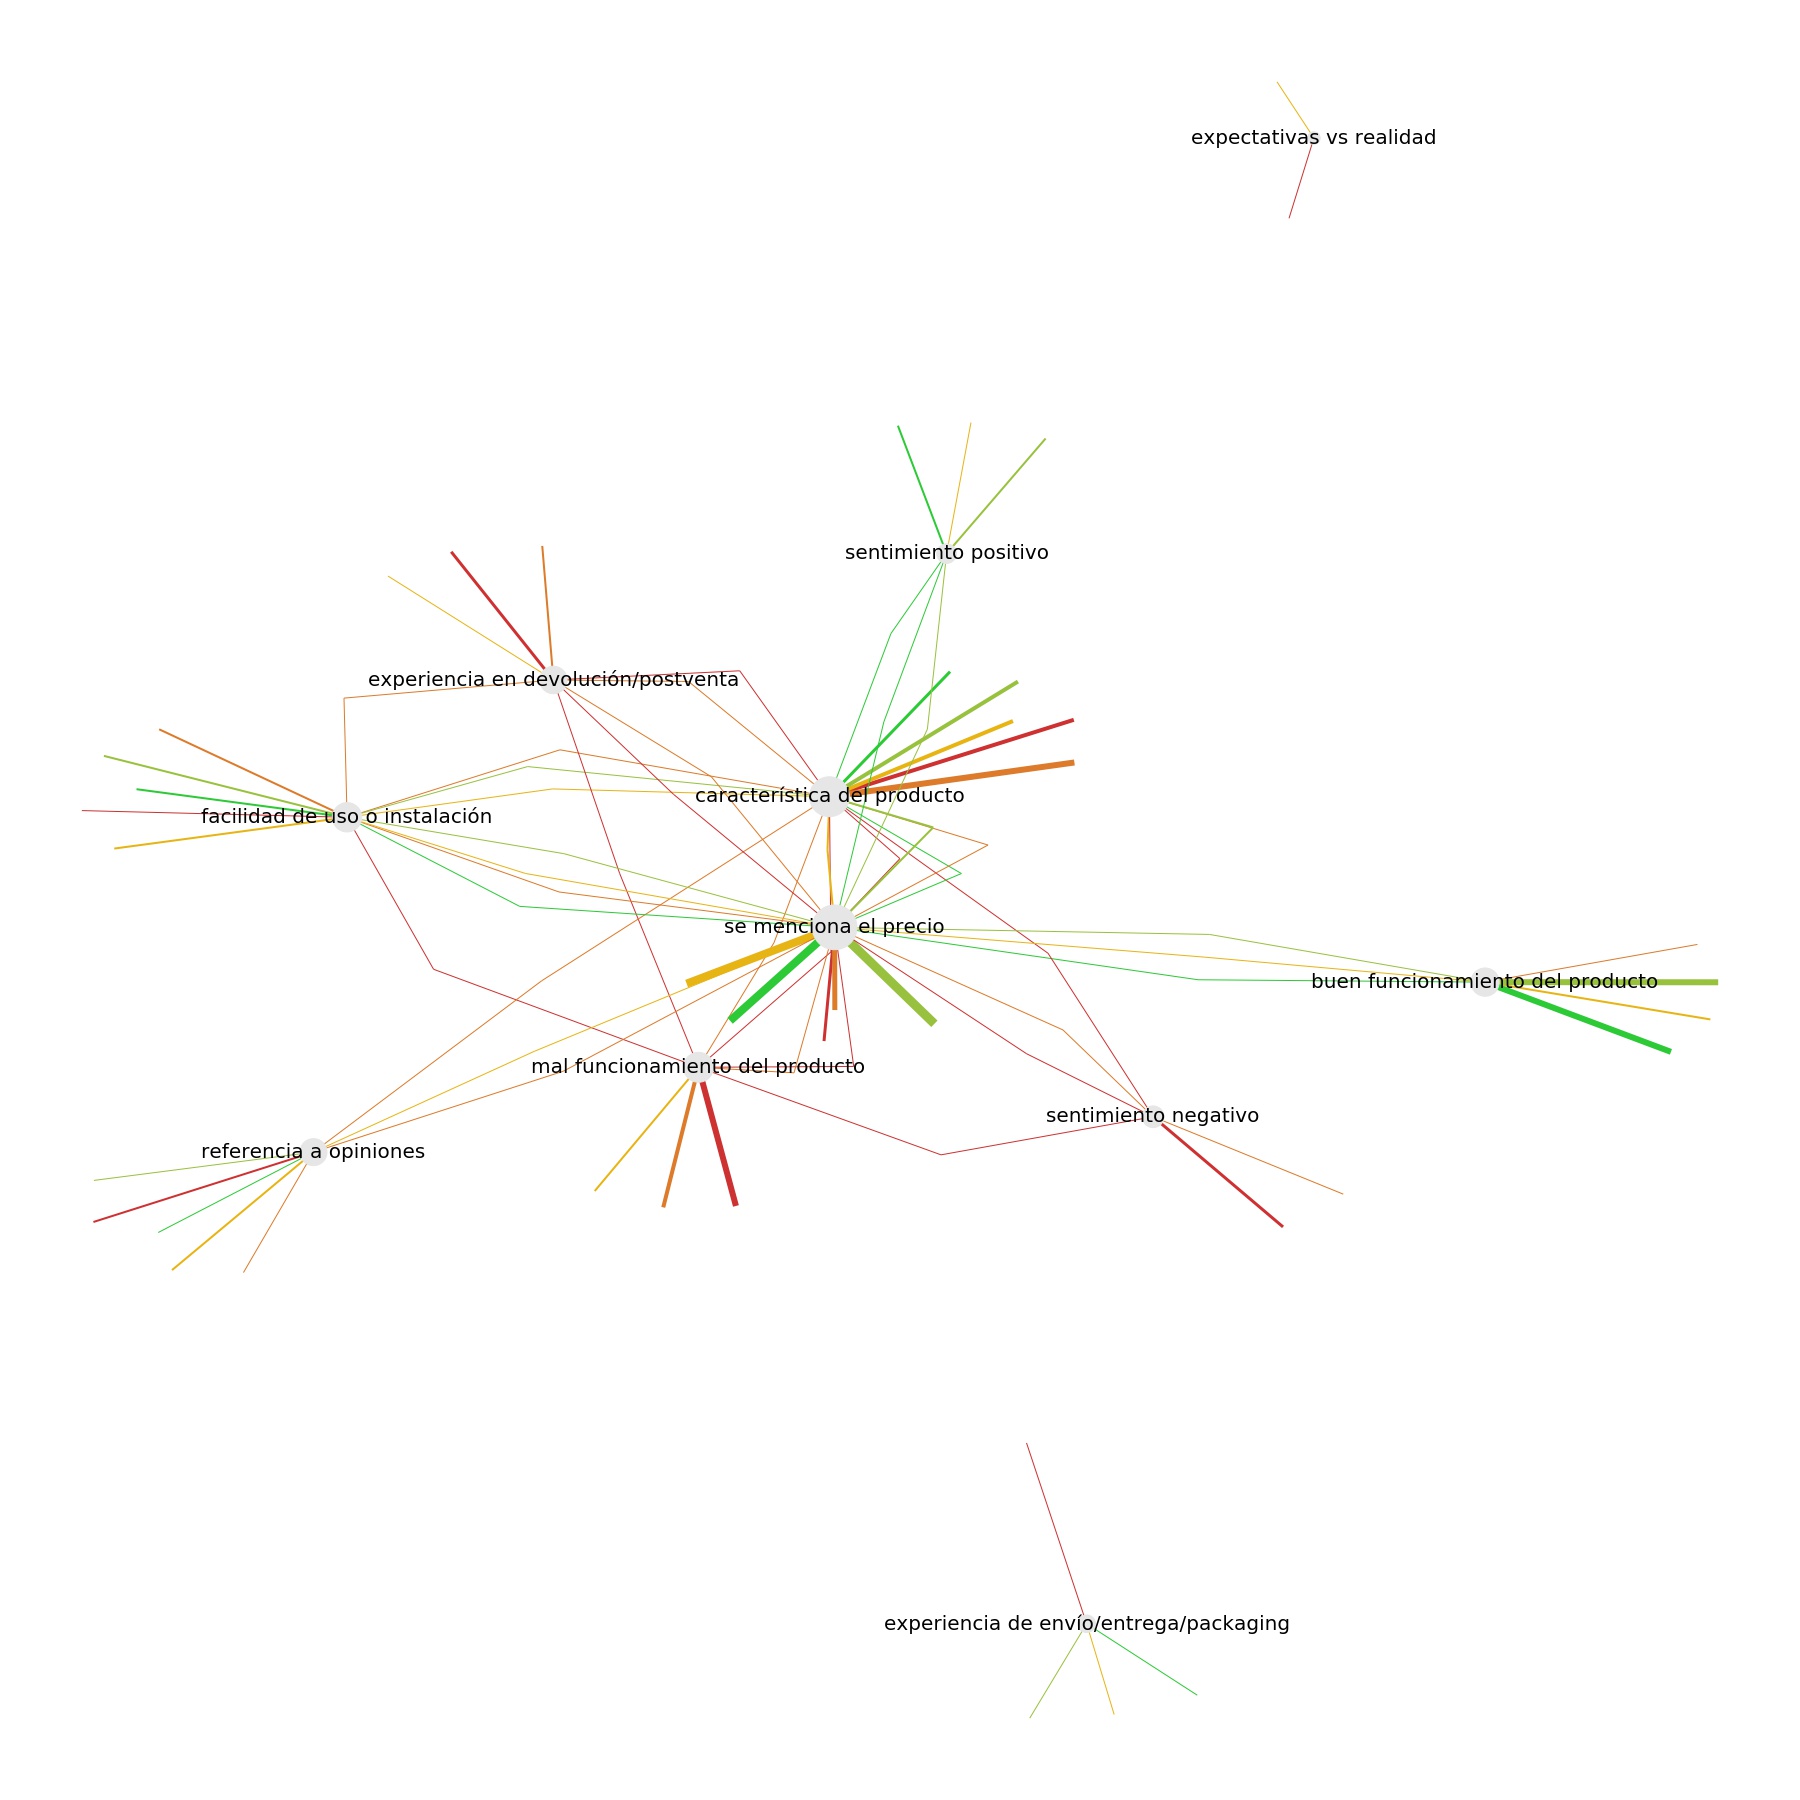 expectativas vs realidad
sentimiento positivo
experiencia en devolución/postventa
característica del producto
facilidad de uso o instalación
se menciona el precio
buen funcionamiento del producto
mal funcionamiento del producto
sentimiento negativo
referencia a opiniones
experiencia de envío/entrega/packaging